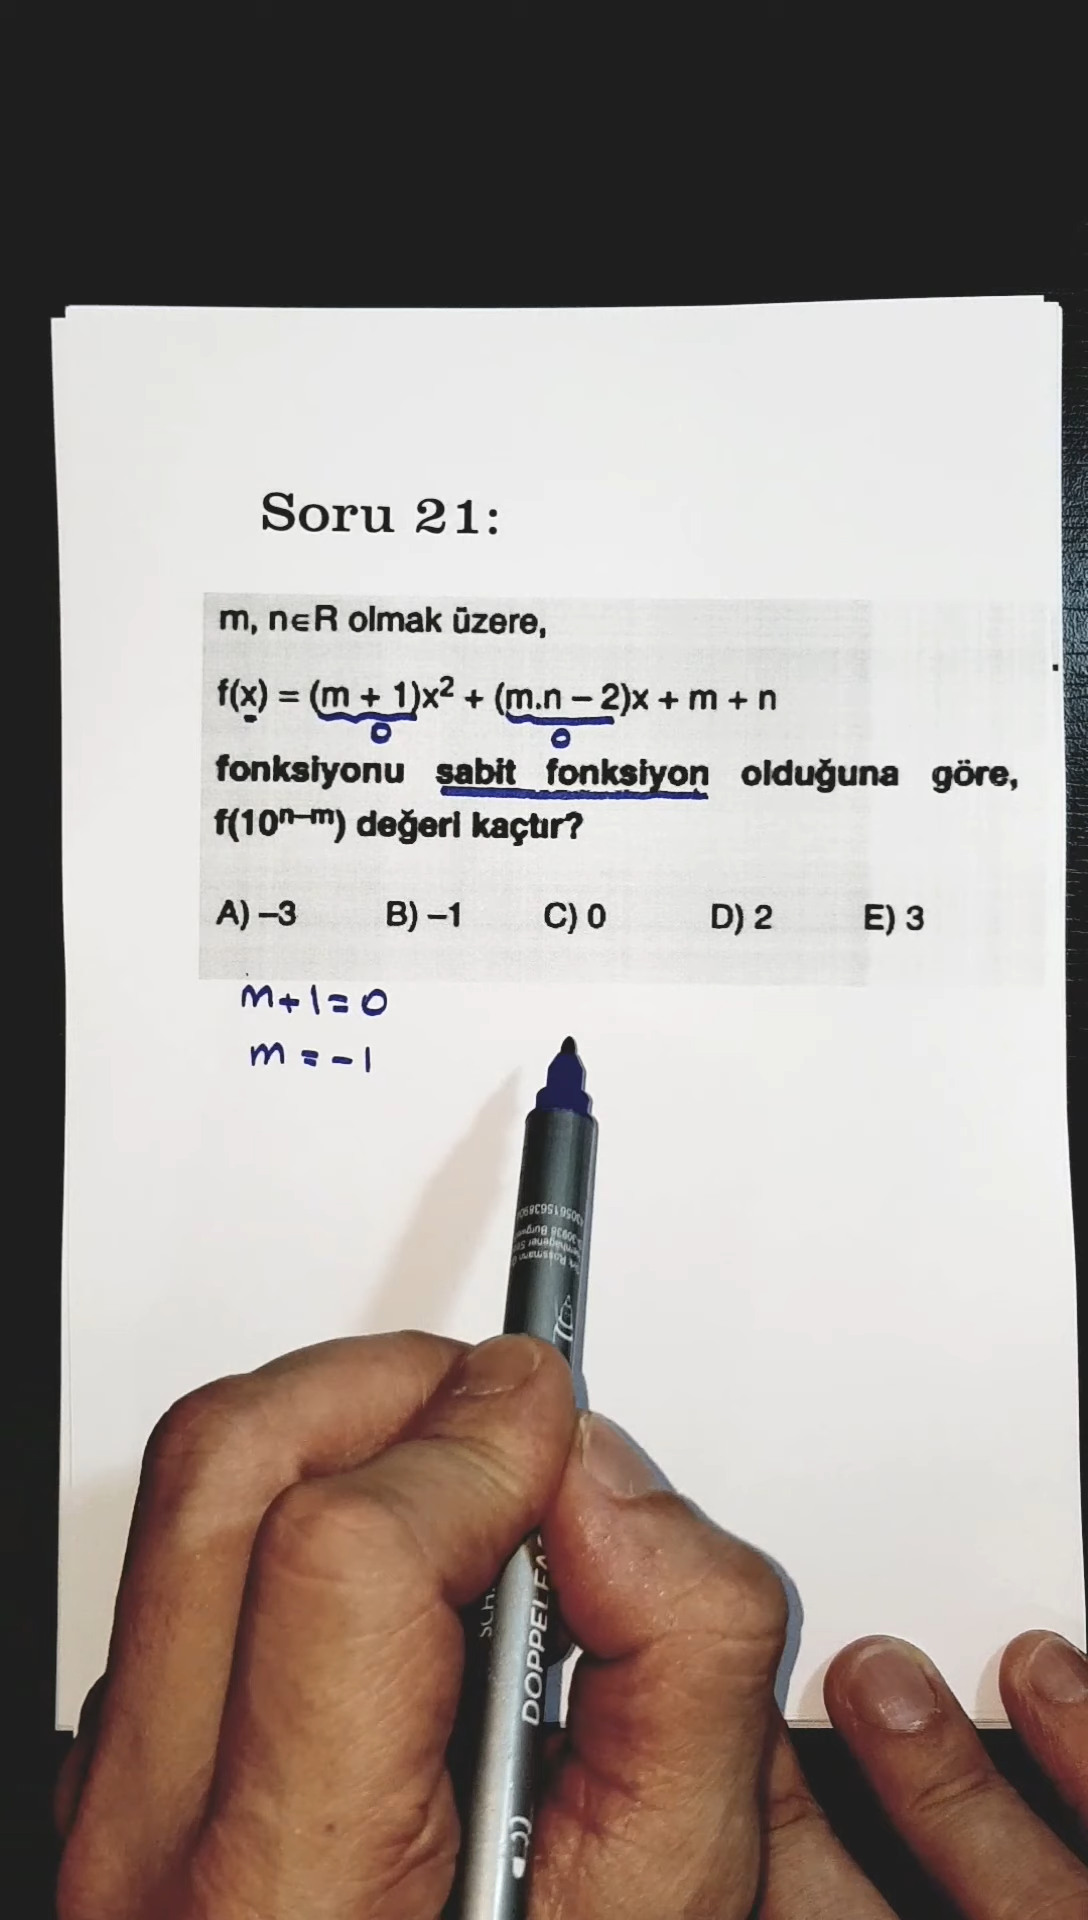 Soru 21:
m, n∈R olmak üzere,
f(x) = (m + 1)x² + (m.n – 2)x + m + n
0 0
fonksiyonu sabit fonksiyon olduğuna göre,
f(10ⁿ⁻ᵐ) değeri kaçtır?
A) –3 B) –1 C) 0 D) 2 E) 3
m+1=0
m = -1
DOPPELFA